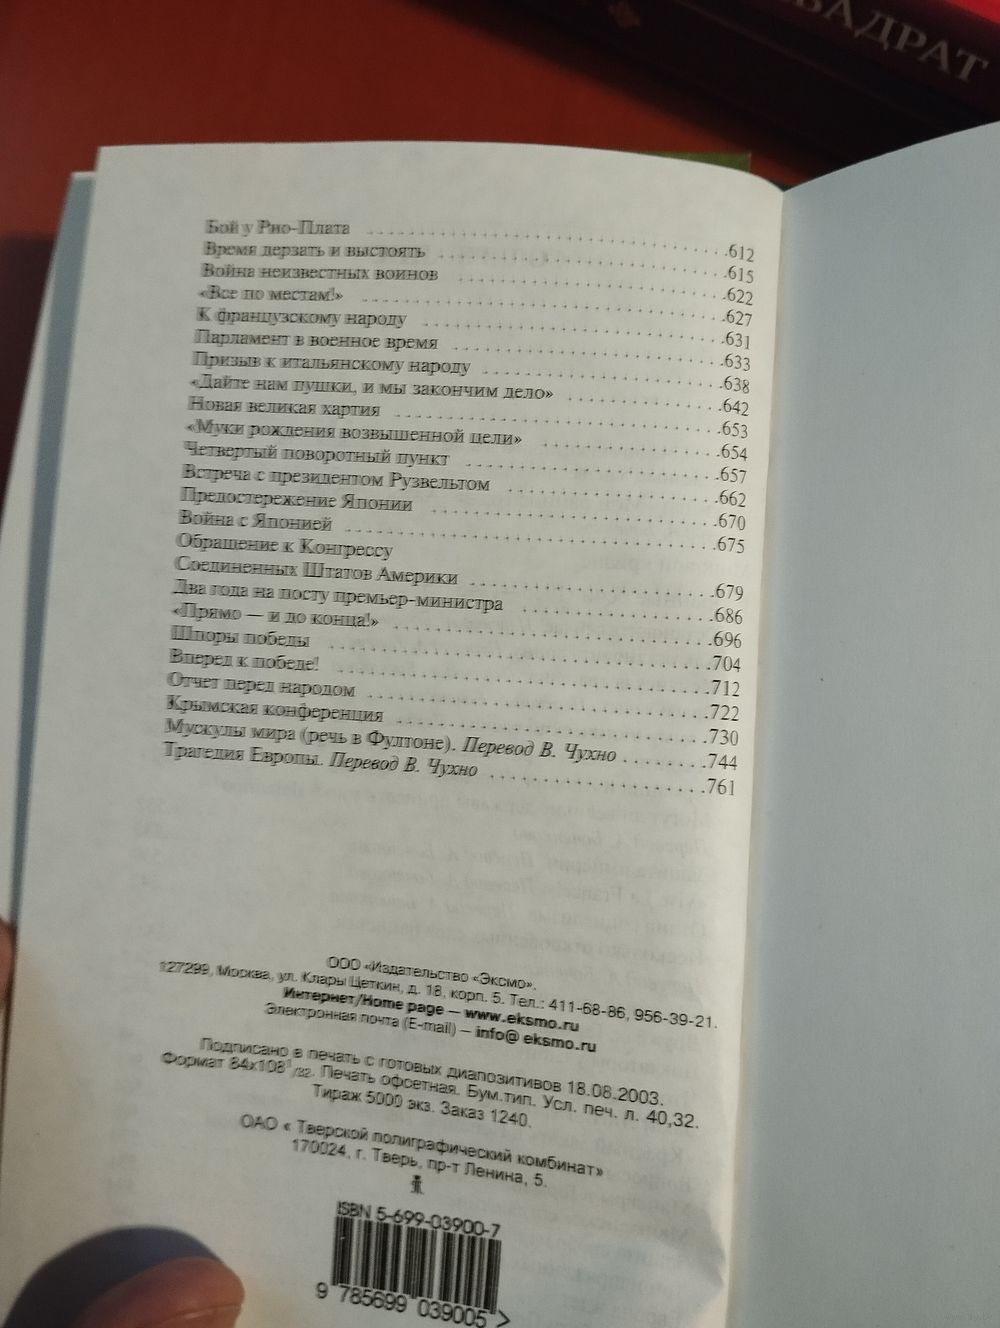 ВАДРАТ
Бой у Рио-Плата 612
Время дерзать и выстоять 615
Война неизвестных воинов 622
«Все по местам!» 627
К французскому народу 631
Парламент в военное время 633
Призыв к итальянскому народу 638
«Дайте нам пушки, и мы закончим дело» 642
Новая великая хартия 653
«Муки рождения возвышенной цели» 654
Четвертый поворотный пункт 657
Встреча с президентом Рузвельтом 662
Предостережение Японии 670
Война с Японией 675
Обращение к Конгрессу
Соединенных Штатов Америки 679
Два года на посту премьер-министра 686
«Прямо — и до конца!» 696
Шпоры победы 704
Вперед к победе! 712
Отчет перед народом 722
Крымская конференция 730
Мускулы мира (речь в Фултоне). Перевод В. Чухно 744
Трагедия Европы. Перевод В. Чухно 761
ООО «Издательство «Эксмо».
127299, Москва, ул. Клары Цеткин, д. 18, корп. 5. Тел.: 411-68-86, 956-39-21.
Интернет/Home page — www.eksmo.ru
Электронная почта (E-mail) — info@ eksmo.ru
Подписано в печать с готовых диапозитивов 18.08.2003.
Формат 84x108 1/32. Печать офсетная. Бум.тип. Усл. печ. л. 40,32.
Тираж 5000 экз. Заказ 1240.
ОАО « Тверской полиграфический комбинат»
170024, г. Тверь, пр-т Ленина, 5.
ISBN 5-699-03900-7
9 785699 039005 >